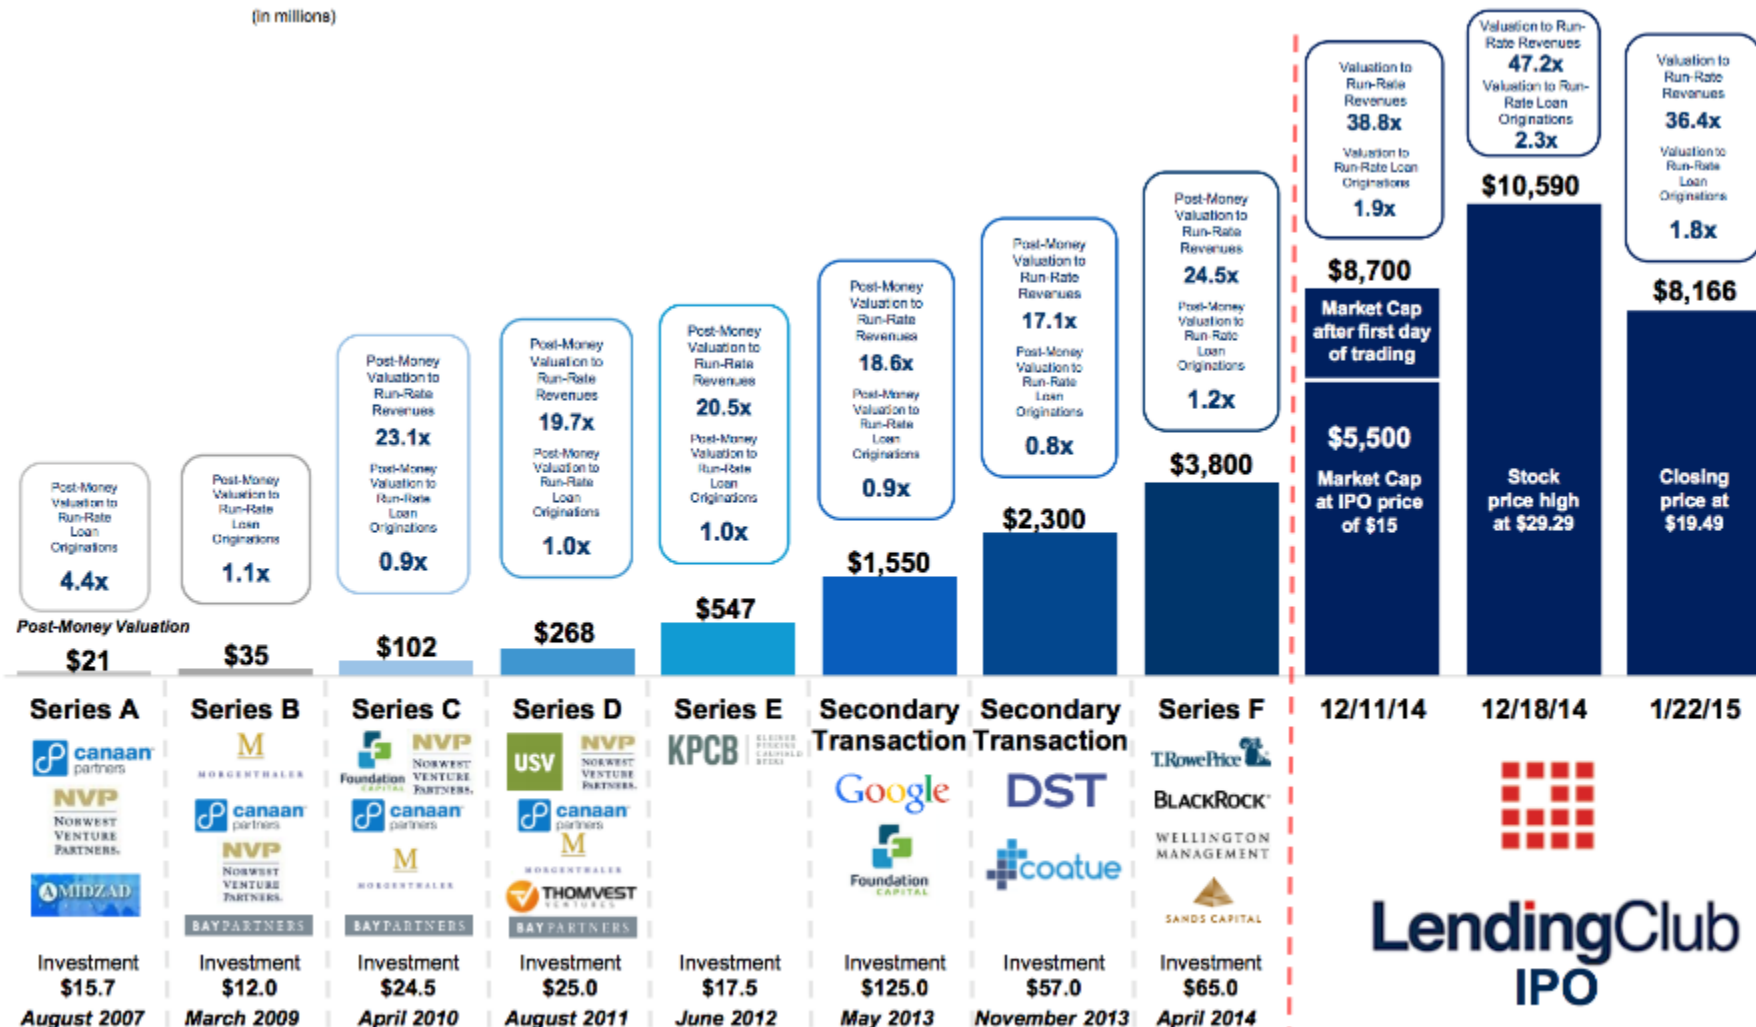 (in millions)
Post-Money
Valuation to
Run-Rate
Loan
Originations
4.4x
Post-Money Valuation
$21
Series A
canaan
partners
NVP
NORWEST
VENTURE
PARTNERS.
AMIDZAD
Investment
$15.7
August 2007
Post-Money
Valuation to
Run-Rate
Loan
Originations
1.1x
$35
Series B
M
MORGENTHALER
canaan
partners
NVP
NORWEST
VENTURE
PARTNERS.
BAYPARTNERS
Investment
$12.0
March 2009
Post-Money
Valuation to
Run-Rate
Revenues
23.1x
Post-Money
Valuation to
Run-Rate
Loan
Originations
0.9x
$102
Series C
Foundation
CAPITAL
NVP
NORWEST
VENTURE
PARTNERS.
canaan
partners
M
MORGENTHALER
BAYPARTNERS
Investment
$24.5
April 2010
Post-Money
Valuation to
Run-Rate
Revenues
19.7x
Post-Money
Valuation to
Run-Rate
Loan
Originations
1.0x
$268
Series D
USV
NVP
NORWEST
VENTURE
PARTNERS.
canaan
partners
M
MORGENTHALER
THOMVEST
VENTURES
BAYPARTNERS
Investment
$25.0
August 2011
Post-Money
Valuation to
Run-Rate
Revenues
20.5x
Post-Money
Valuation to
Run-Rate
Loan
Originations
1.0x
$547
Series E
KPCB
KLEINER
PERKINS
CAUFIELD
BYERS
Investment
$17.5
June 2012
Post-Money
Valuation to
Run-Rate
Revenues
18.6x
Post-Money
Valuation to
Run-Rate
Loan
Originations
0.9x
$1,550
Secondary
Transaction
Google
Foundation
CAPITAL
Investment
$125.0
May 2013
Post-Money
Valuation to
Run-Rate
Revenues
17.1x
Post-Money
Valuation to
Run-Rate
Loan
Originations
0.8x
$2,300
Secondary
Transaction
DST
coatue
Investment
$57.0
November 2013
Post-Money
Valuation to
Run-Rate
Revenues
24.5x
Post-Money
Valuation to
Run-Rate
Loan
Originations
1.2x
$3,800
Series F
T.RowePrice
BLACKROCK
WELLINGTON
MANAGEMENT
SANDS CAPITAL
Investment
$65.0
April 2014
Valuation to
Run-Rate
Revenues
38.8x
Valuation to
Run-Rate Loan
Originations
1.9x
$8,700
Market Cap
after first day
of trading
$5,500
Market Cap
at IPO price
of $15
12/11/14
Valuation to Run-
Rate Revenues
47.2x
Valuation to Run-
Rate Loan
Originations
2.3x
$10,590
Stock
price high
at $29.29
12/18/14
Valuation to
Run-Rate
Revenues
36.4x
Valuation to
Run-Rate
Loan
Originations
1.8x
$8,166
Closing
price at
$19.49
1/22/15
LendingClub
IPO